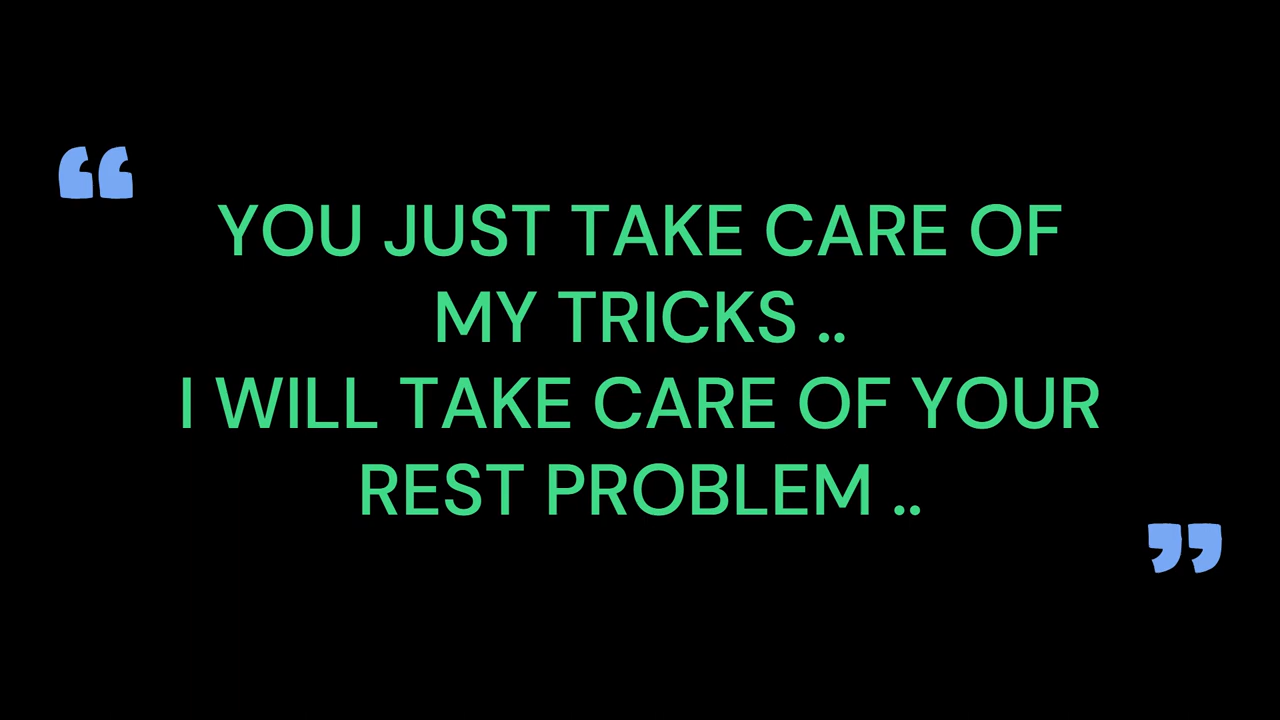 “
YOU JUST TAKE CARE OF
MY TRICKS ..
I WILL TAKE CARE OF YOUR
REST PROBLEM ..
”